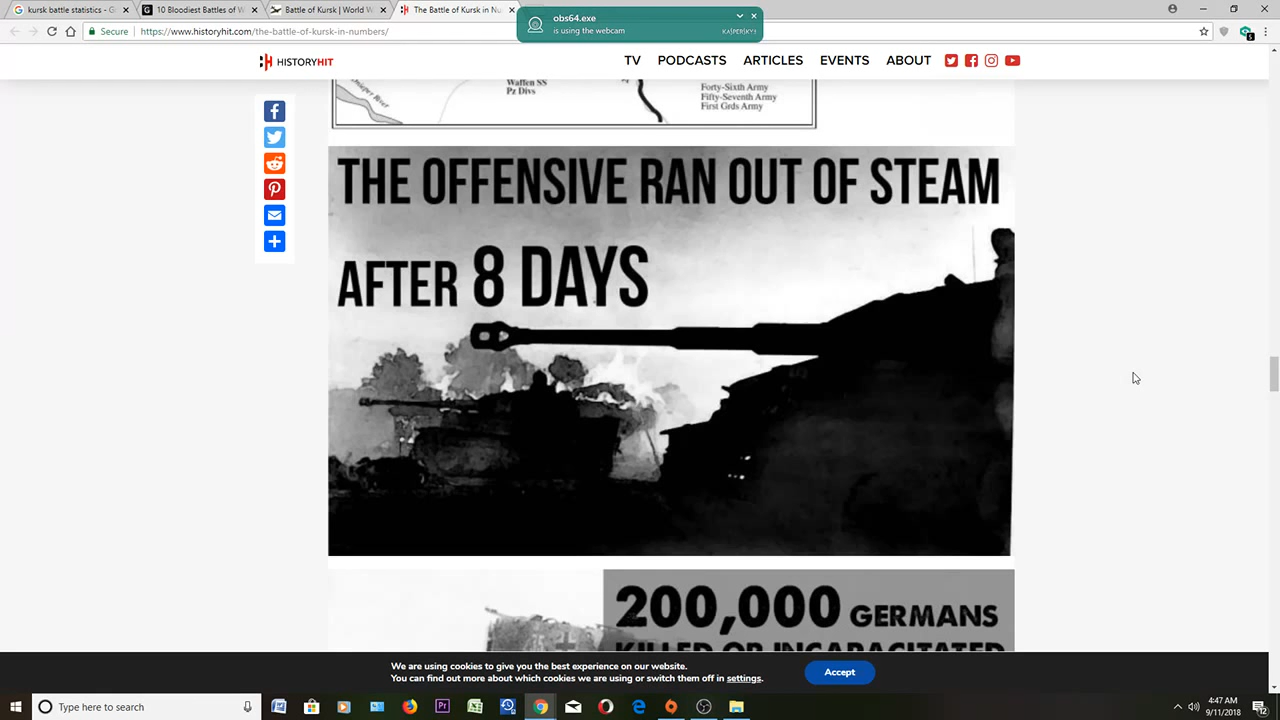 kursk battle statistics - G
10 Bloodiest Battles of W
Battle of Kursk | World W
The Battle of Kursk in Nu
obs64.exe
is using the webcam
KASPERSKY
Secure
https://www.historyhit.com/the-battle-of-kursk-in-numbers/
HISTORYHIT
TV
PODCASTS
ARTICLES
EVENTS
ABOUT
Waffen SS
Pz Divs
River
Forty-Sixth Army
Fifty-Seventh Army
First Grds Army
THE OFFENSIVE RAN OUT OF STEAM
AFTER 8 DAYS
200,000 GERMANS
KILLED OR INCAPACITATED
We are using cookies to give you the best experience on our website.
You can find out more about which cookies we are using or switch them off in settings.
Accept
Type here to search
4:47 AM
9/11/2018
12